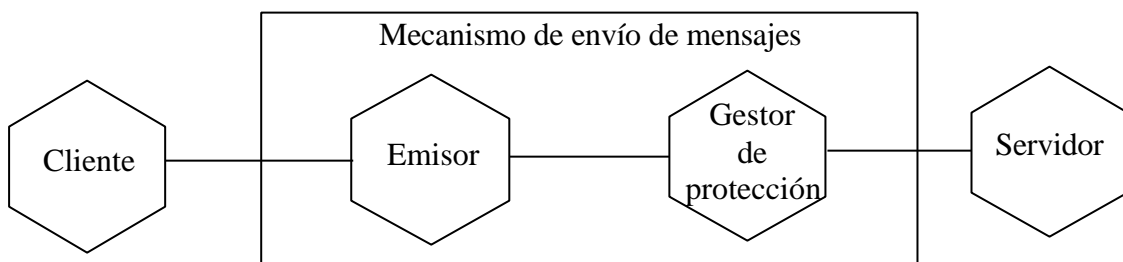 Mecanismo de envío de mensajes
Cliente
Emisor
Gestor
de
protección
Servidor